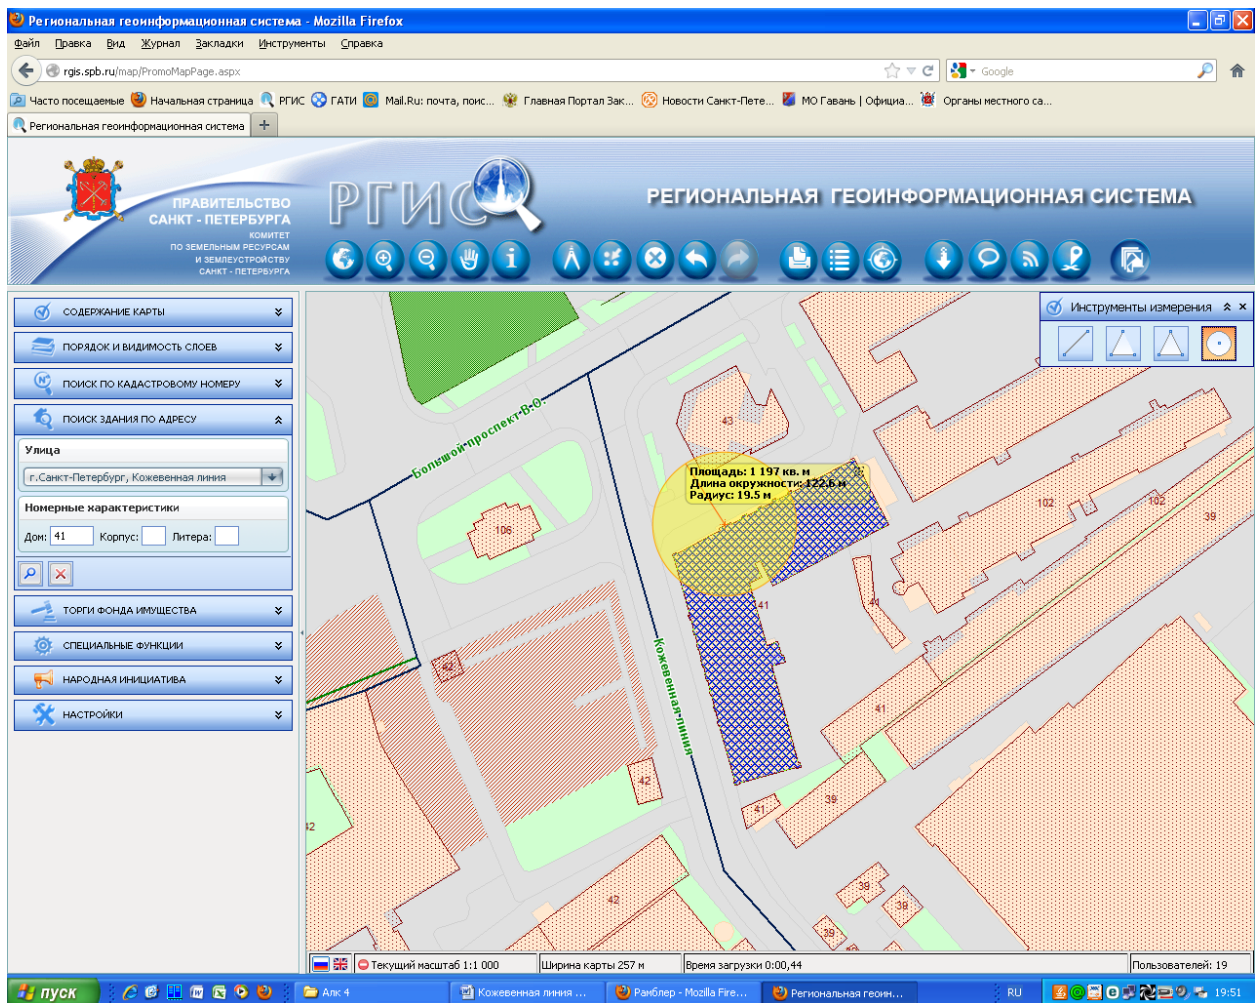 Региональная геоинформационная система - Mozilla Firefox
Файл Правка Вид Журнал Закладки Инструменты Справка
rgis.spb.ru/map/PromoMapPage.aspx
Google
Часто посещаемые Начальная страница РГИС ГАТИ Mail.Ru: почта, поис... Главная Портал Зак... Новости Санкт-Пете... МО Гавань | Официа... Органы местного са...
Региональная геоинформационная система +
ПРАВИТЕЛЬСТВО
САНКТ - ПЕТЕРБУРГА
КОМИТЕТ
ПО ЗЕМЕЛЬНЫМ РЕСУРСАМ
И ЗЕМЛЕУСТРОЙСТВУ
САНКТ - ПЕТЕРБУРГА
РГИС
РЕГИОНАЛЬНАЯ ГЕОИНФОРМАЦИОННАЯ СИСТЕМА
СОДЕРЖАНИЕ КАРТЫ
ПОРЯДОК И ВИДИМОСТЬ СЛОЕВ
ПОИСК ПО КАДАСТРОВОМУ НОМЕРУ
ПОИСК ЗДАНИЯ ПО АДРЕСУ
Улица
г.Санкт-Петербург, Кожевенная линия
Номерные характеристики
Дом: 41 Корпус: Литера:
ТОРГИ ФОНДА ИМУЩЕСТВА
СПЕЦИАЛЬНЫЕ ФУНКЦИИ
НАРОДНАЯ ИНИЦИАТИВА
НАСТРОЙКИ
Инструменты измерения
Большой проспект В.О.
43
Площадь: 1 197 кв. м
Длина окружности: 122.6 м
Радиус: 19.5 м
106
102
102
39
41
41
Кожевенная линия
42
41
42
41
39
42
42
39
39
39
Текущий масштаб 1:1 000
Ширина карты 257 м
Время загрузки 0:00,44
Пользователей: 19
пуск
Апк 4
Кожевенная линия ...
Рамблер - Mozilla Fire...
Региональная геоин...
RU
19:51